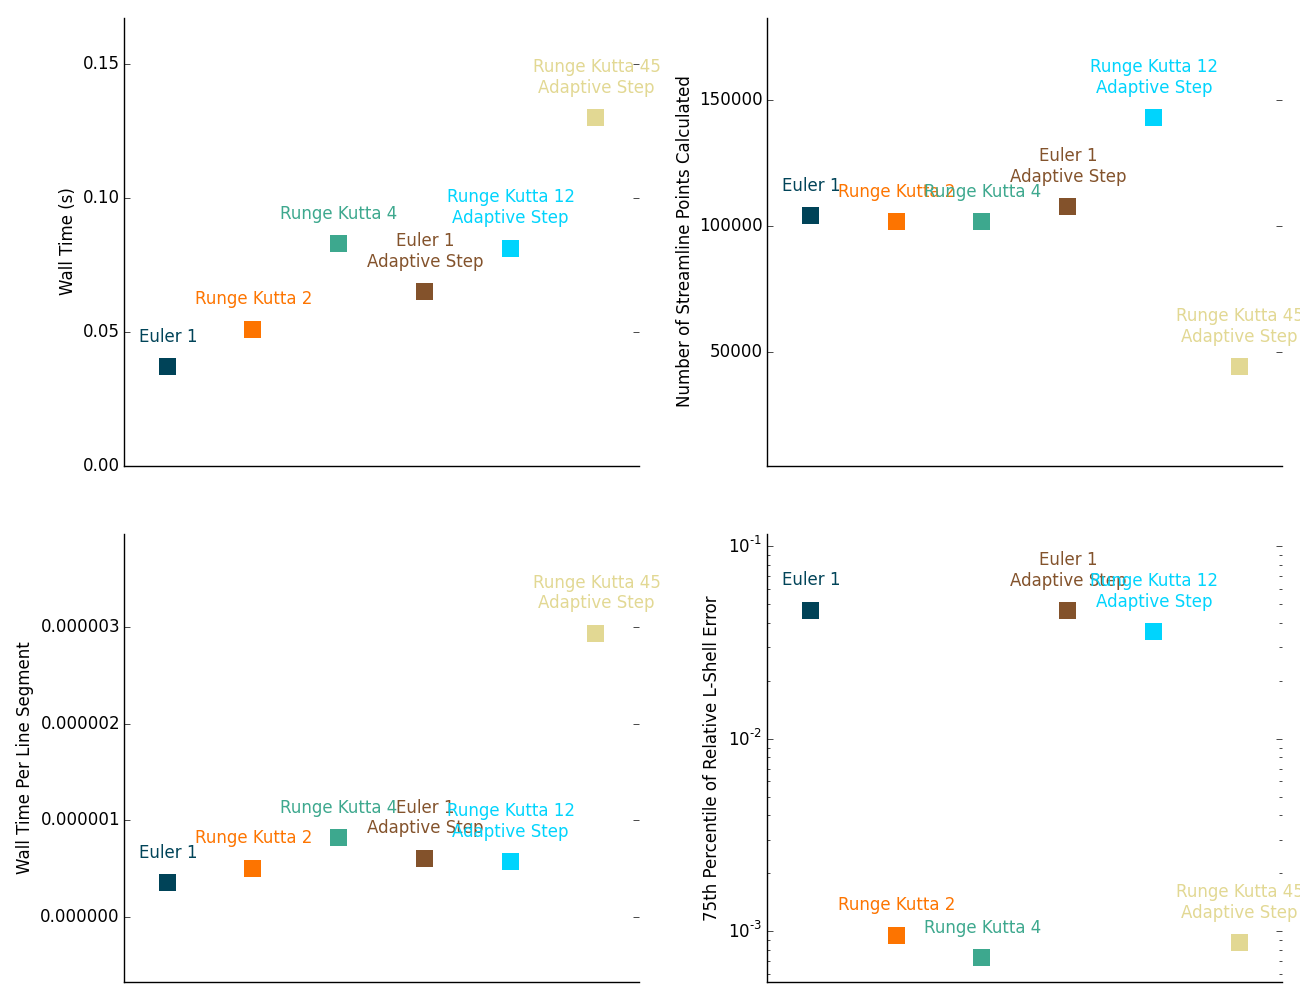 0.15
0.10
0.05
0.00
Wall Time (s)
Euler 1
Runge Kutta 2
Runge Kutta 4
Euler 1
Adaptive Step
Runge Kutta 12
Adaptive Step
Runge Kutta 45
Adaptive Step
150000
100000
50000
Number of Streamline Points Calculated
Euler 1
Runge Kutta 2
Runge Kutta 4
Euler 1
Adaptive Step
Runge Kutta 12
Adaptive Step
Runge Kutta 45
Adaptive Step
0.000003
0.000002
0.000001
0.000000
Wall Time Per Line Segment
Euler 1
Runge Kutta 2
Runge Kutta 4
Euler 1
Adaptive Step
Runge Kutta 12
Adaptive Step
Runge Kutta 45
Adaptive Step
10^-1
10^-2
10^-3
75th Percentile of Relative L-Shell Error
Euler 1
Runge Kutta 2
Runge Kutta 4
Euler 1
Adaptive Step
Runge Kutta 12
Adaptive Step
Runge Kutta 45
Adaptive Step